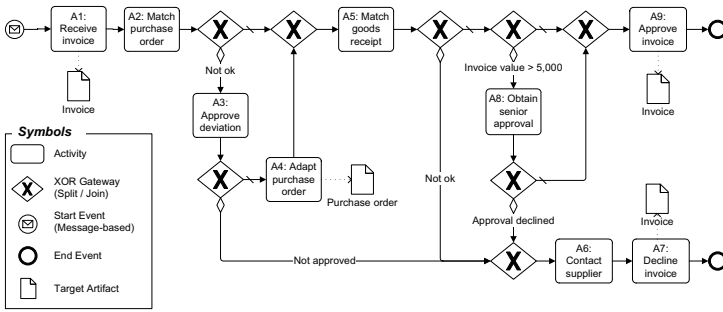 A1: Receive
invoice
A2: Match
purchase
order
A5: Match
goods
receipt
A9: Approve
invoice
Invoice
Not ok
Invoice value > 5,000
Invoice
A3:
Approve
deviation
A8: Obtain
senior
approval
Symbols
Activity
XOR Gateway
(Split / Join)
Start Event
(Message-based)
End Event
Target Artifact
A4: Adapt
purchase
order
Purchase order
Not ok
Approval declined
Invoice
Not approved
A6:
Contact
supplier
A7:
Decline
invoice